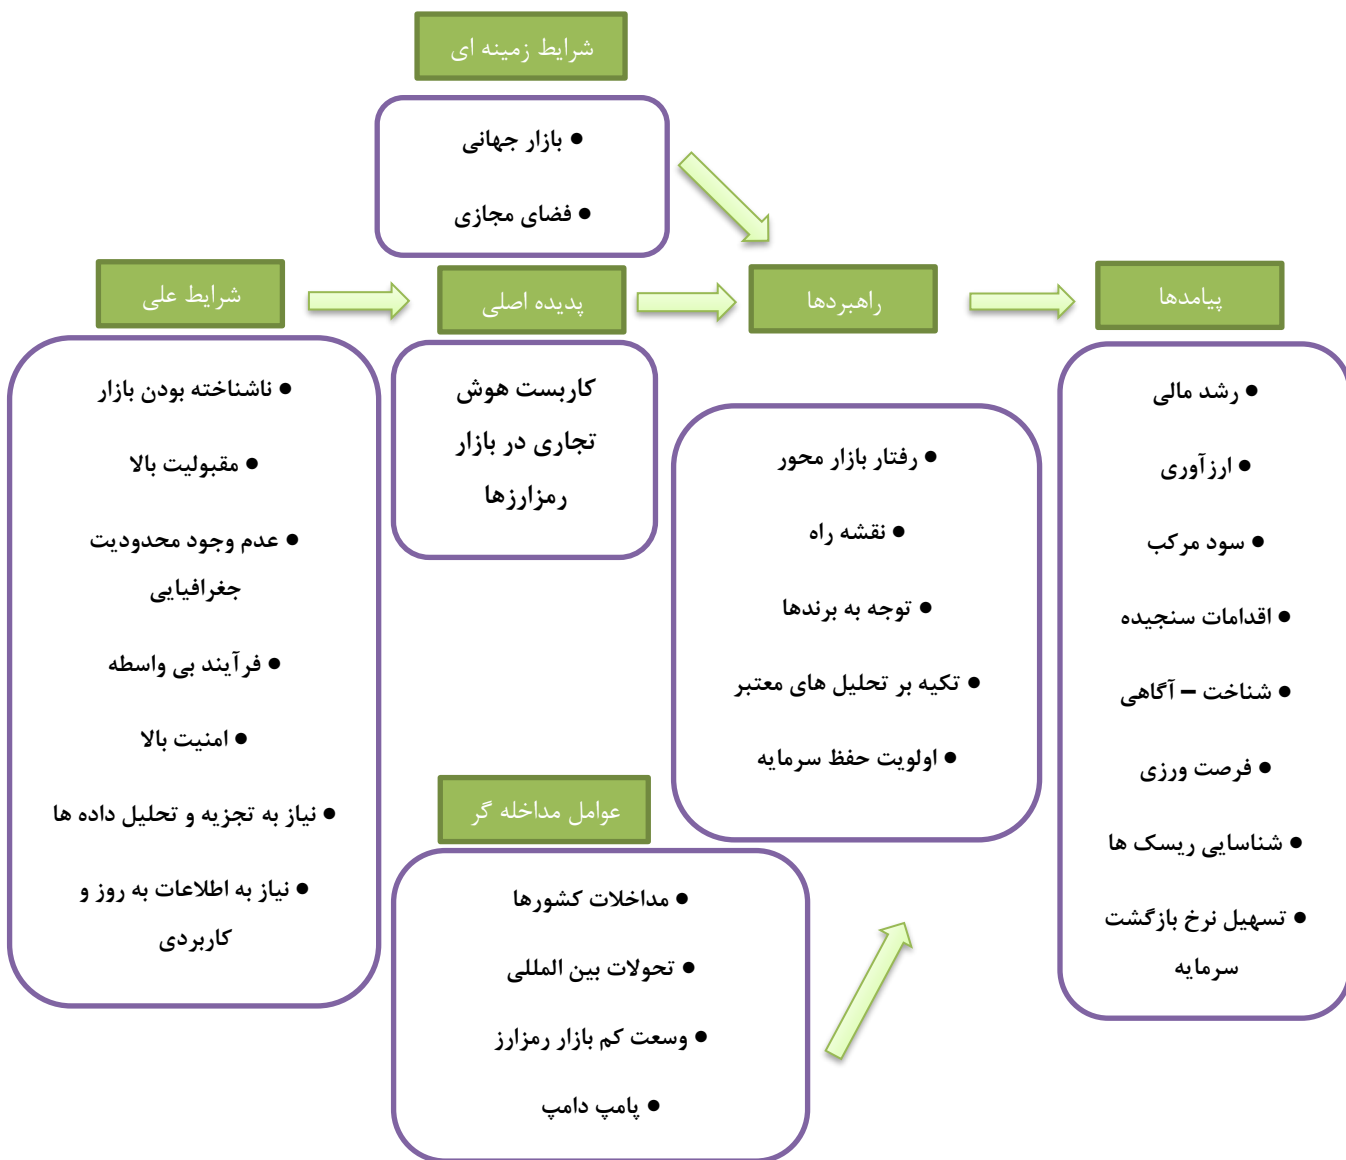 شرایط زمینه ای
● بازار جهانی
● فضای مجازی
شرایط علی
● ناشناخته بودن بازار
● مقبولیت بالا
● عدم وجود محدودیت
جغرافیایی
● فرآیند بی واسطه
● امنیت بالا
● نیاز به تجزیه و تحلیل داده ها
● نیاز به اطلاعات به روز و
کاربردی
پدیده اصلی
کاربست هوش
تجاری در بازار
رمزارزها
راهبردها
● رفتار بازار محور
● نقشه راه
● توجه به برندها
● تکیه بر تحلیل های معتبر
● اولویت حفظ سرمایه
عوامل مداخله گر
● مداخلات کشورها
● تحولات بین المللی
● وسعت کم بازار رمزارز
● پامپ دامپ
پیامدها
● رشد مالی
● ارزآوری
● سود مرکب
● اقدامات سنجیده
● شناخت – آگاهی
● فرصت ورزی
● شناسایی ریسک ها
● تسهیل نرخ بازگشت
سرمایه